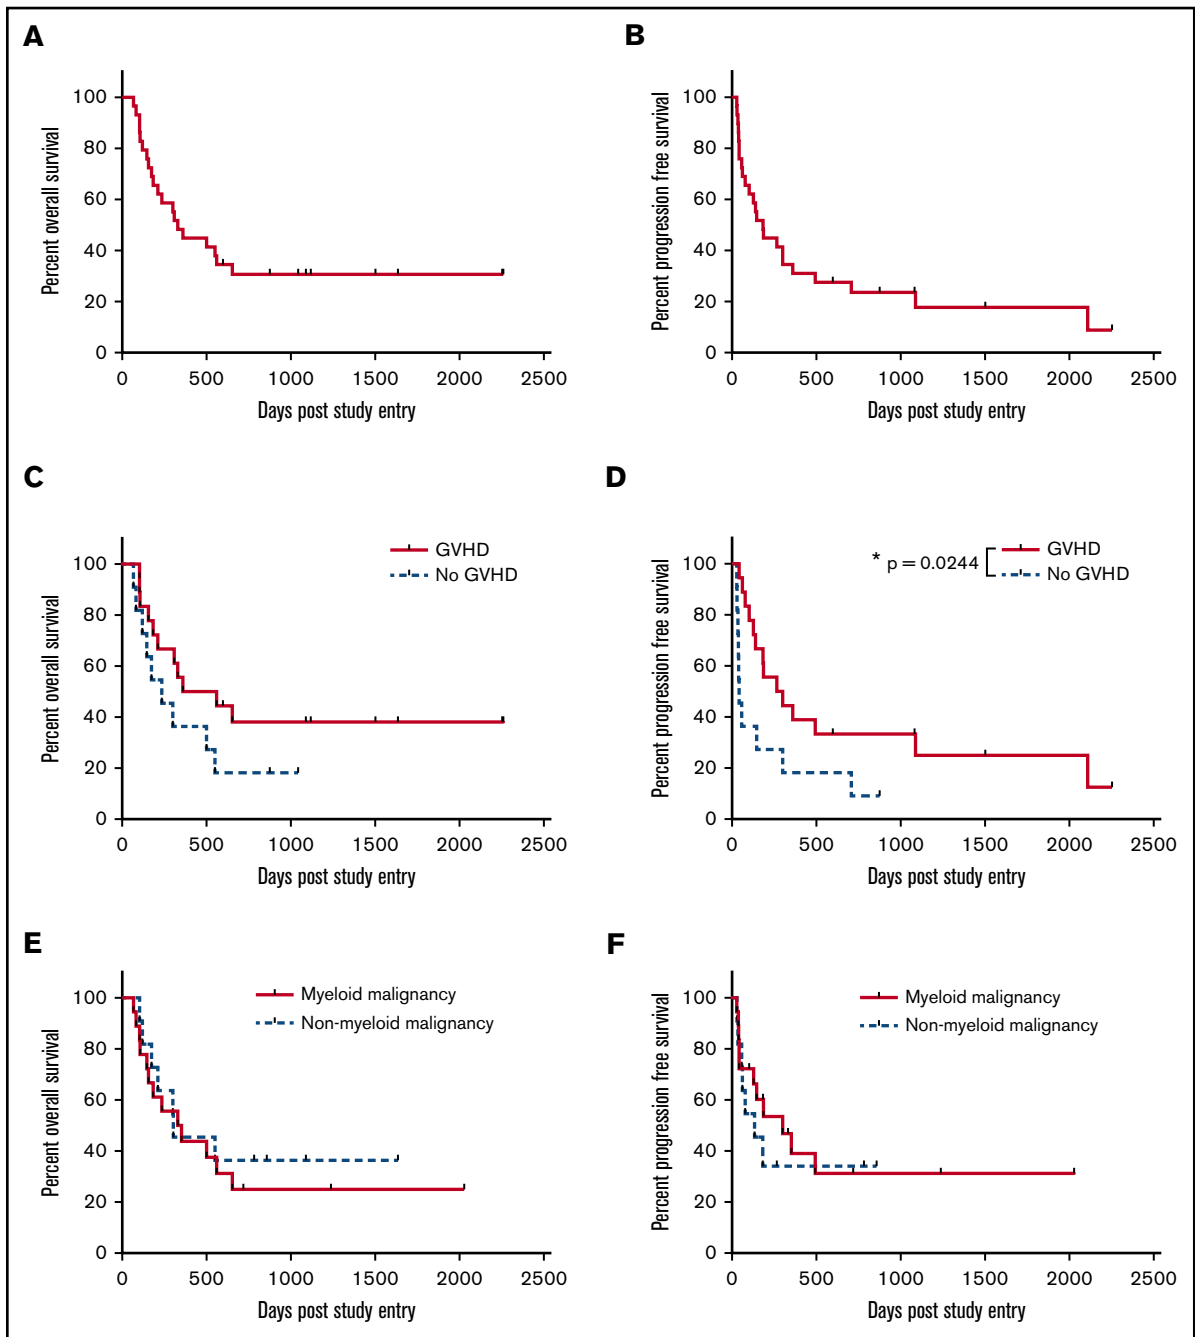 A
Percent overall survival
100
80
60
40
20
0
0 500 1000 1500 2000 2500
Days post study entry
B
Percent progression free survival
100
80
60
40
20
0
0 500 1000 1500 2000 2500
Days post study entry
C
Percent overall survival
100
80
60
40
20
0
GVHD
No GVHD
0 500 1000 1500 2000 2500
Days post study entry
D
Percent progression free survival
100
80
60
40
20
0
* p = 0.0244
GVHD
No GVHD
0 500 1000 1500 2000 2500
Days post study entry
E
Percent overall survival
100
80
60
40
20
0
Myeloid malignancy
Non-myeloid malignancy
0 500 1000 1500 2000 2500
Days post study entry
F
Percent progression free survival
100
80
60
40
20
0
Myeloid malignancy
Non-myeloid malignancy
0 500 1000 1500 2000 2500
Days post study entry